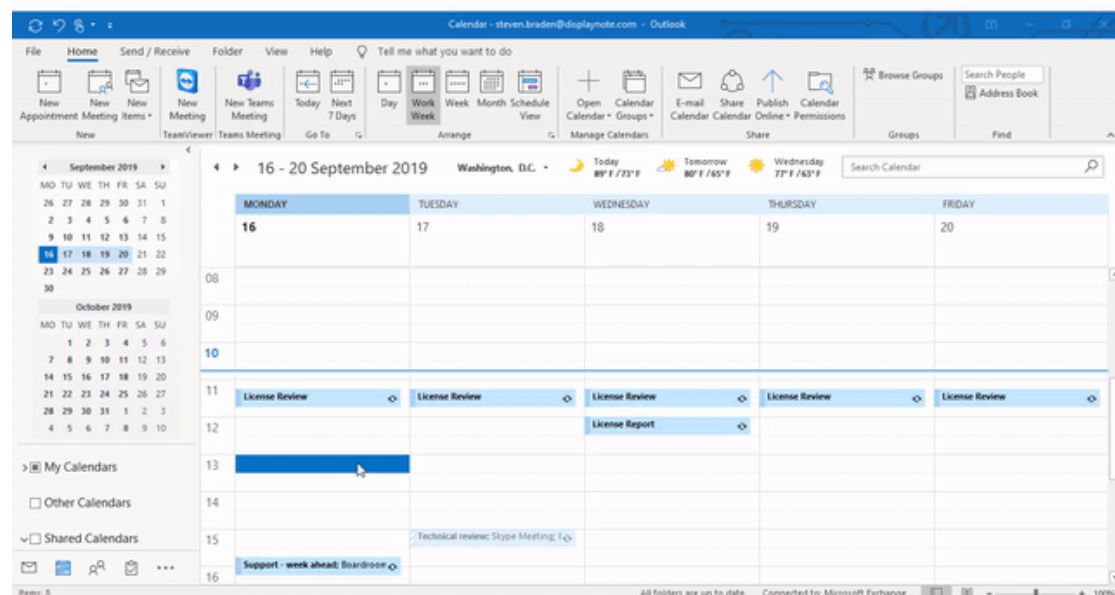 Calendar - steven.braden@displaynote.com - Outlook
File Home Send / Receive Folder View Help Tell me what you want to do
New Appointment
New Meeting
New Items
New
New Meeting
TeamViewer
New Teams Meeting
Teams Meeting
Today
Next 7 Days
Go To
Day
Work Week
Week
Month
Schedule View
Arrange
Open Calendar
Calendar Groups
Manage Calendars
E-mail Calendar
Share Calendar
Publish Online
Calendar Permissions
Share
Browse Groups
Groups
Search People
Address Book
Find
September 2019
MO TU WE TH FR SA SU
26 27 28 29 30 31 1
2 3 4 5 6 7 8
9 10 11 12 13 14 15
16 17 18 19 20 21 22
23 24 25 26 27 28 29
30
October 2019
MO TU WE TH FR SA SU
1 2 3 4 5 6
7 8 9 10 11 12 13
14 15 16 17 18 19 20
21 22 23 24 25 26 27
28 29 30 31 1 2 3
4 5 6 7 8 9 10
My Calendars
Other Calendars
Shared Calendars
16 - 20 September 2019
Washington, D.C.
Today
89°F/73°F
Tomorrow
80°F/65°F
Wednesday
77°F/63°F
Search Calendar
MONDAY TUESDAY WEDNESDAY THURSDAY FRIDAY
16 17 18 19 20
08
09
10
11 License Review License Review License Review License Review License Review
12 License Report
13
14
15 Technical review; Skype Meeting;
Support - week ahead; Boardroom
16
Items: 8
All folders are up to date. Connected to: Microsoft Exchange 100%